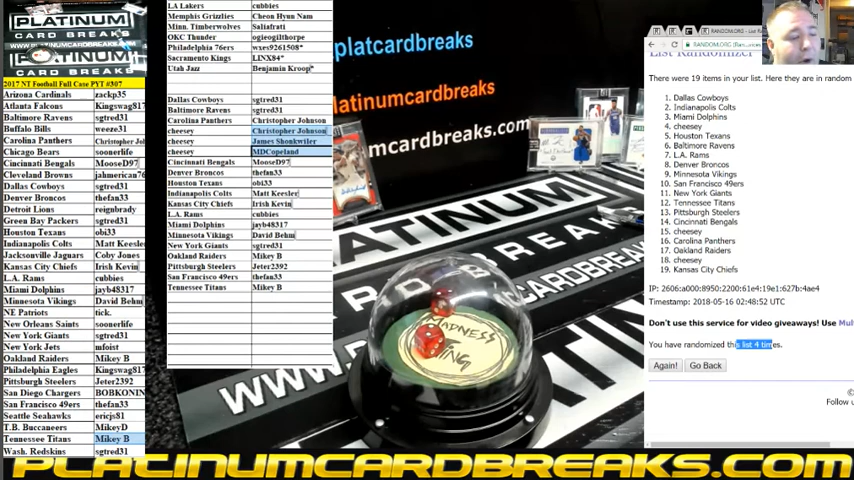 PLATINUM
CARD BREAKS
2017 NT Football Full Case PYT #307
Arizona Cardinals zackp35
Atlanta Falcons Kingswag817
Baltimore Ravens sgtred31
Buffalo Bills weeze31
Carolina Panthers Christopher Joh
Chicago Bears soonerlife
Cincinnati Bengals MooseD97
Cleveland Browns jahmerican76
Dallas Cowboys sgtred31
Denver Broncos thefan33
Detroit Lions reignbrady
Green Bay Packers sgtred31
Houston Texans obi33
Indianapolis Colts Matt Keesle
Jacksonville Jaguars Coby Jones
Kansas City Chiefs Irish Kevin
L.A. Rams cubbies
Miami Dolphins jayb48317
Minnesota Vikings David Behm
NE Patriots tick.
New Orleans Saints soonerlife
New York Giants sgtred31
New York Jets mfoist
Oakland Raiders Mikey B
Philadelphia Eagles Kingswag817
Pittsburgh Steelers Jeter2392
San Diego Chargers BOBKONIN
San Francisco 49ers thefan33
Seattle Seahawks ericjs81
T.B. Buccaneers MikeyD
Tennessee Titans Mikey B
Wash. Redskins sgtred31
LA Lakers cubbies
Memphis Grizzlies Cheon Hyun Nam
Minn. Timberwolves Saliafrati
OKC Thunder ogieogilthorpe
Philadelphia 76ers wxes9261508*
Sacramento Kings LINX84*
Utah Jazz Benjamin Kroop*
Dallas Cowboys sgtred31
Baltimore Ravens sgtred31
Carolina Panthers Christopher Johnson
cheesey Christopher Johnson
cheesey James Shonkwiler
cheesey MDCopeland
Cincinnati Bengals MooseD97
Denver Broncos thefan33
Houston Texans obi33
Indianapolis Colts Matt Keesler
Kansas City Chiefs Irish Kevin
L.A. Rams cubbies
Miami Dolphins jayb48317
Minnesota Vikings David Behm
New York Giants sgtred31
Oakland Raiders Mikey B
Pittsburgh Steelers Jeter2392
San Francisco 49ers thefan33
Tennessee Titans Mikey B
platcardbreaks
latinumcardbreaks
mcardbreaks.com
PLATINUM
RD BREAKS
WWW.PLAT
MADNESS
TING
RANDOM.ORG - List Ra
List Randomizer
There were 19 items in your list. Here they are in random
1. Dallas Cowboys
2. Indianapolis Colts
3. Miami Dolphins
4. cheesey
5. Houston Texans
6. Baltimore Ravens
7. L.A. Rams
8. Denver Broncos
9. Minnesota Vikings
10. San Francisco 49ers
11. New York Giants
12. Tennessee Titans
13. Pittsburgh Steelers
14. Cincinnati Bengals
15. cheesey
16. Carolina Panthers
17. Oakland Raiders
18. cheesey
19. Kansas City Chiefs
IP: 2606:a000:8950:2200:61e4:19e1:627b:4ae4
Timestamp: 2018-05-16 02:48:52 UTC
Don't use this service for video giveaways! Use Mul
You have randomized this list 4 times.
Again! Go Back
Follow u
PLATINUMCARDBREAKS.COM